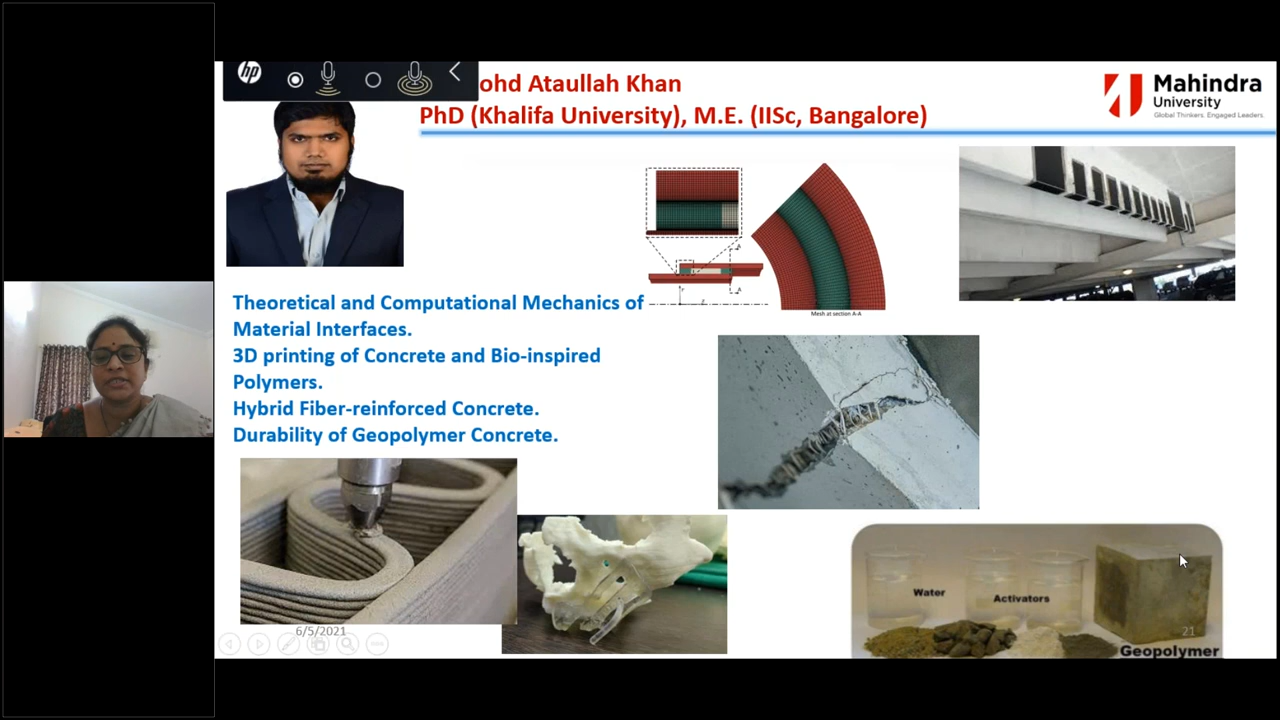 hp
ohd Ataullah Khan
PhD (Khalifa University), M.E. (IISc, Bangalore)
Mahindra
University
Global Thinkers. Engaged Leaders.
A
A
r
z
Mesh at section A-A
Theoretical and Computational Mechanics of
Material Interfaces.
3D printing of Concrete and Bio-inspired
Polymers.
Hybrid Fiber-reinforced Concrete.
Durability of Geopolymer Concrete.
Water
Activators
6/5/2021
21
Geopolymer